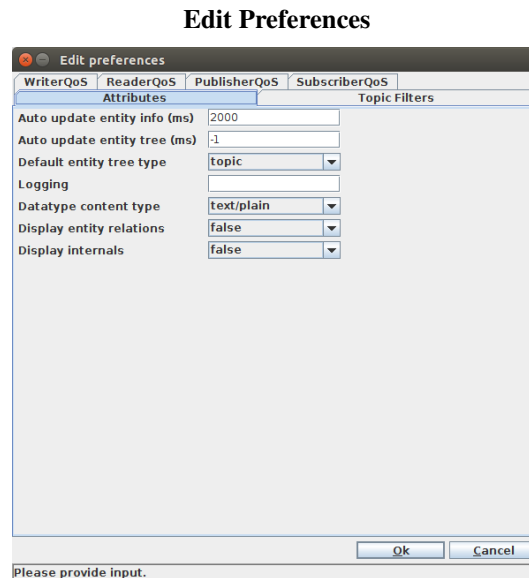 Edit Preferences
Edit preferences
WriterQoS ReaderQoS PublisherQoS SubscriberQoS
Attributes Topic Filters
Auto update entity info (ms) 2000
Auto update entity tree (ms) -1
Default entity tree type topic
Logging
Datatype content type text/plain
Display entity relations false
Display internals false
Ok Cancel
Please provide input.